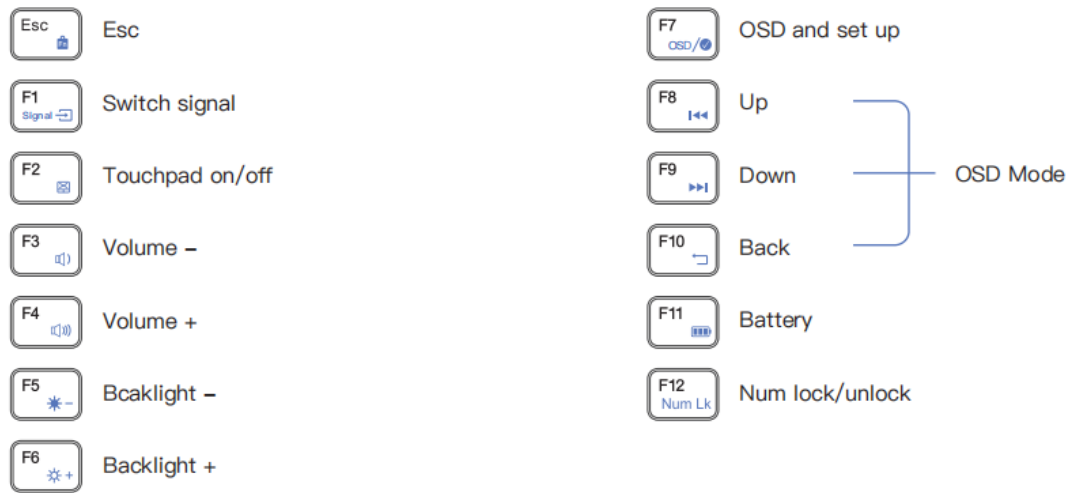 Esc
Esc
F1
Signal
Switch signal
F2
Touchpad on/off
F3
Volume –
F4
Volume +
F5
–
Bcaklight –
F6
+
Backlight +
F7
OSD/
OSD and set up
F8
Up
F9
Down
F10
Back
OSD Mode
F11
Battery
F12
Num Lk
Num lock/unlock